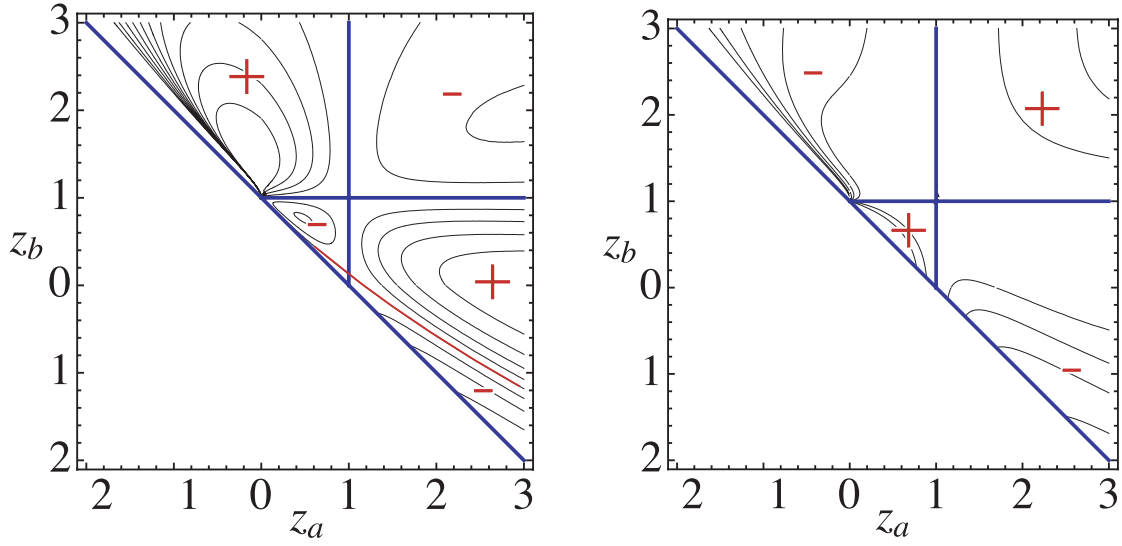 3 3
+ − − +
2 2
1 1
− +
z_b z_b
0 + 0
1 1
− −
2 2
2 1 0 1 2 3 2 1 0 1 2 3
z_a z_a